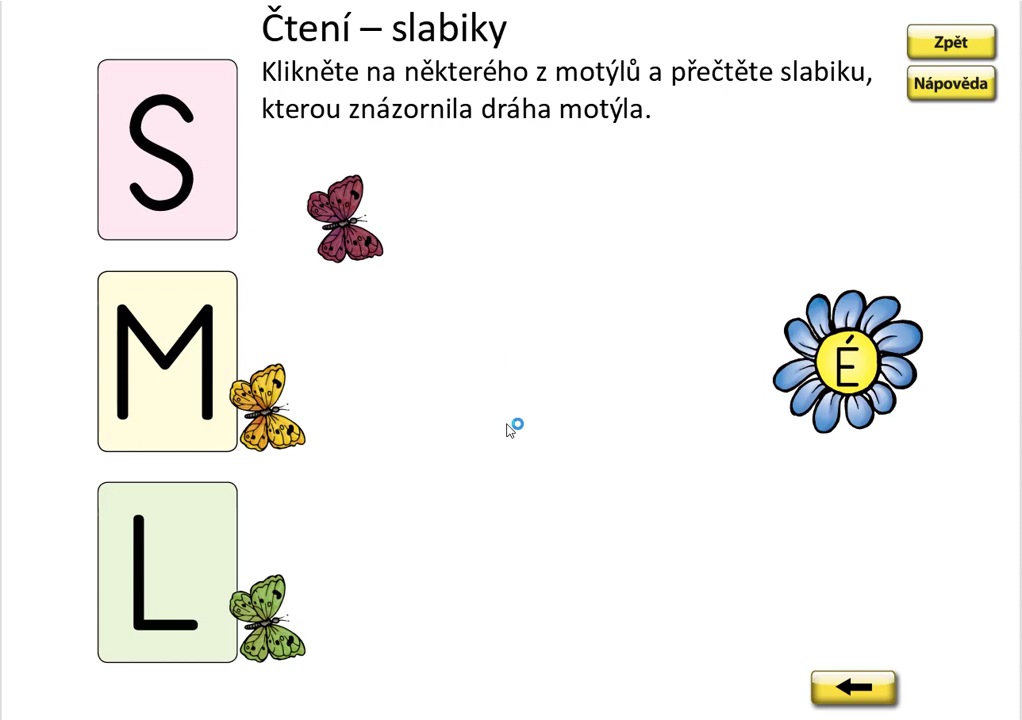 Čtení – slabiky
Klikněte na některého z motýlů a přečtěte slabiku,
kterou znázornila dráha motýla.
Zpět
Nápověda
S
M
É
L